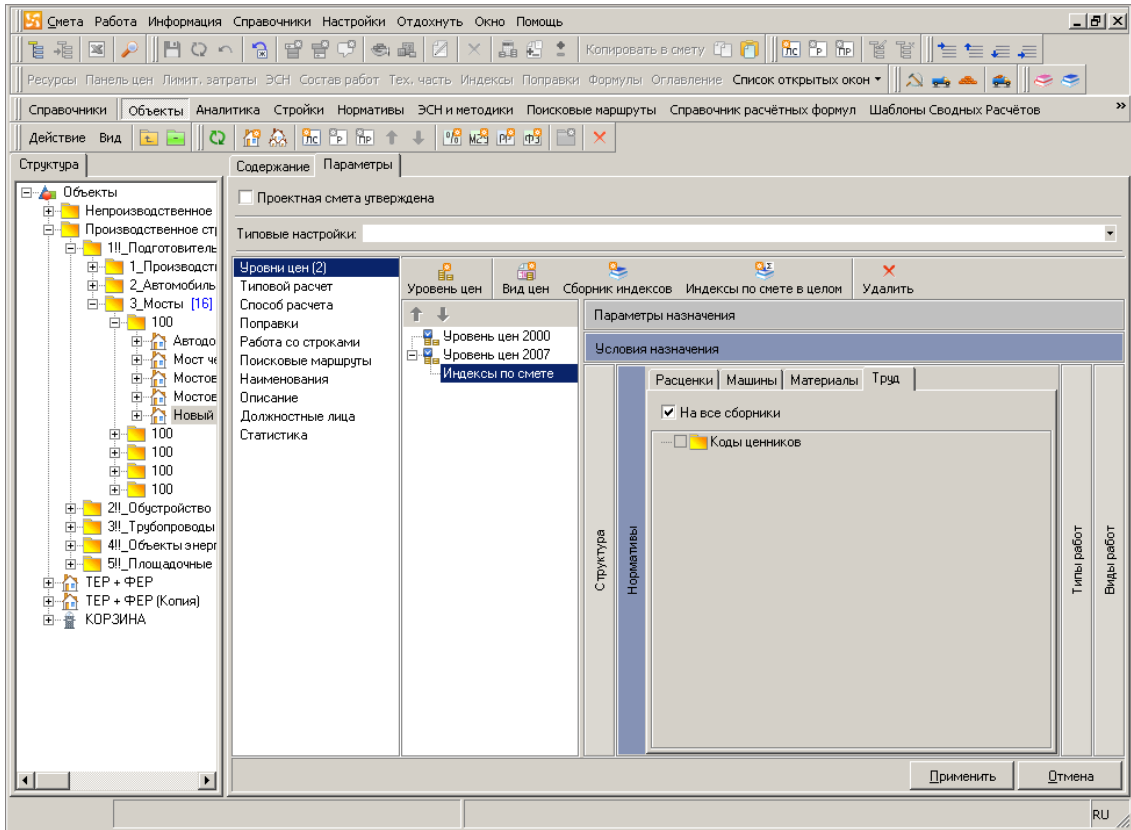 Смета Работа Информация Справочники Настройки Отдохнуть Окно Помощь
Копировать в смету ЛС ЛР ЛР
Ресурсы Панель цен Лимит. затраты ЭСН Состав работ Тех. часть Индексы Поправки Формулы Оглавление Список открытых окон
Справочники Объекты Аналитика Стройки Нормативы ЭСН и методики Поисковые маршруты Справочник расчётных формул Шаблоны Сводных Расчётов »
Действие Вид
Структура Содержание Параметры
Объекты
Непроизводственное
Производственное ст
1!!_Подготовитель
1_Производст
2_Автомобиль
3_Мосты [16]
100
Автодо
Мост че
Мостов
Мостов
Новый
100
100
100
100
2!!_Обустройство
3!!_Трубопроводы
4!!_Объекты энерг
5!!_Площадочные
ТЕР + ФЕР
ТЕР + ФЕР (Копия)
КОРЗИНА
Проектная смета утверждена
Типовые настройки:
Уровни цен (2)
Типовой расчет
Способ расчета
Поправки
Работа со строками
Поисковые маршруты
Наименования
Описание
Должностные лица
Статистика
Уровень цен Вид цен Сборник индексов Индексы по смете в целом Удалить
Уровень цен 2000
Уровень цен 2007
Индексы по смете
Параметры назначения
Условия назначения
Структура
Нормативы
Расценки Машины Материалы Труд
На все сборники
Коды ценников
Типы работ
Виды работ
Применить Отмена
RU